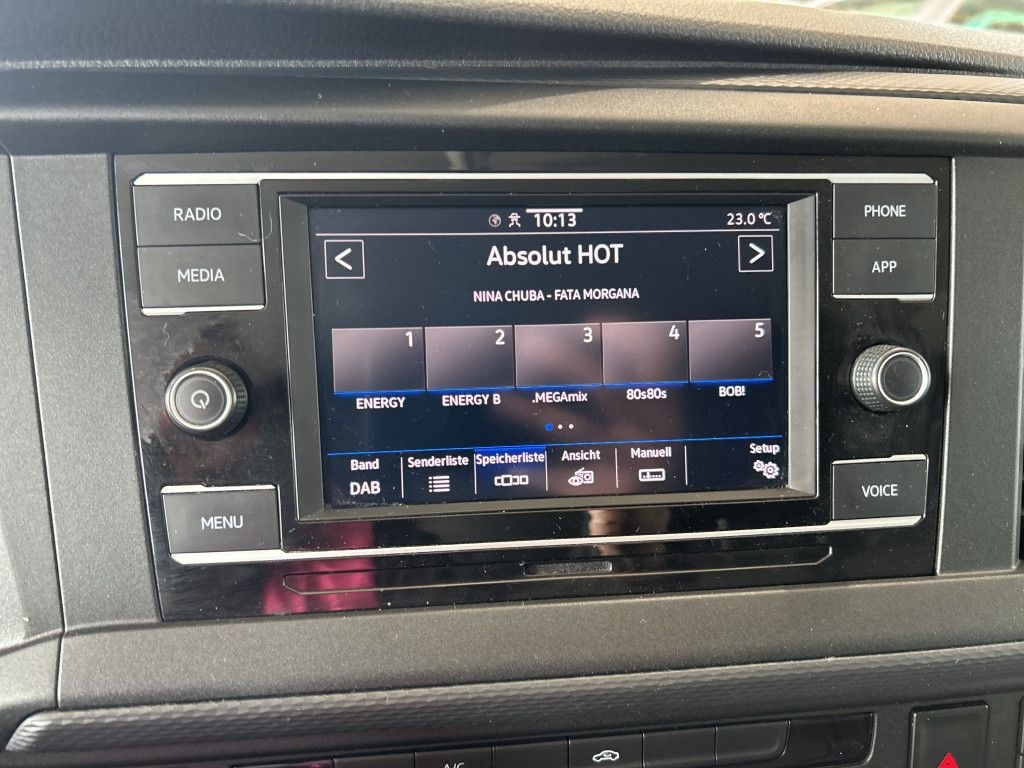 RADIO
MEDIA
MENU
10:13
23.0 °C
<
Absolut HOT
>
NINA CHUBA - FATA MORGANA
1 2 3 4 5
ENERGY ENERGY B .MEGAmix 80s80s BOB!
Band Senderliste Speicherliste Ansicht Manuell Setup
DAB
PHONE
APP
VOICE
A/C